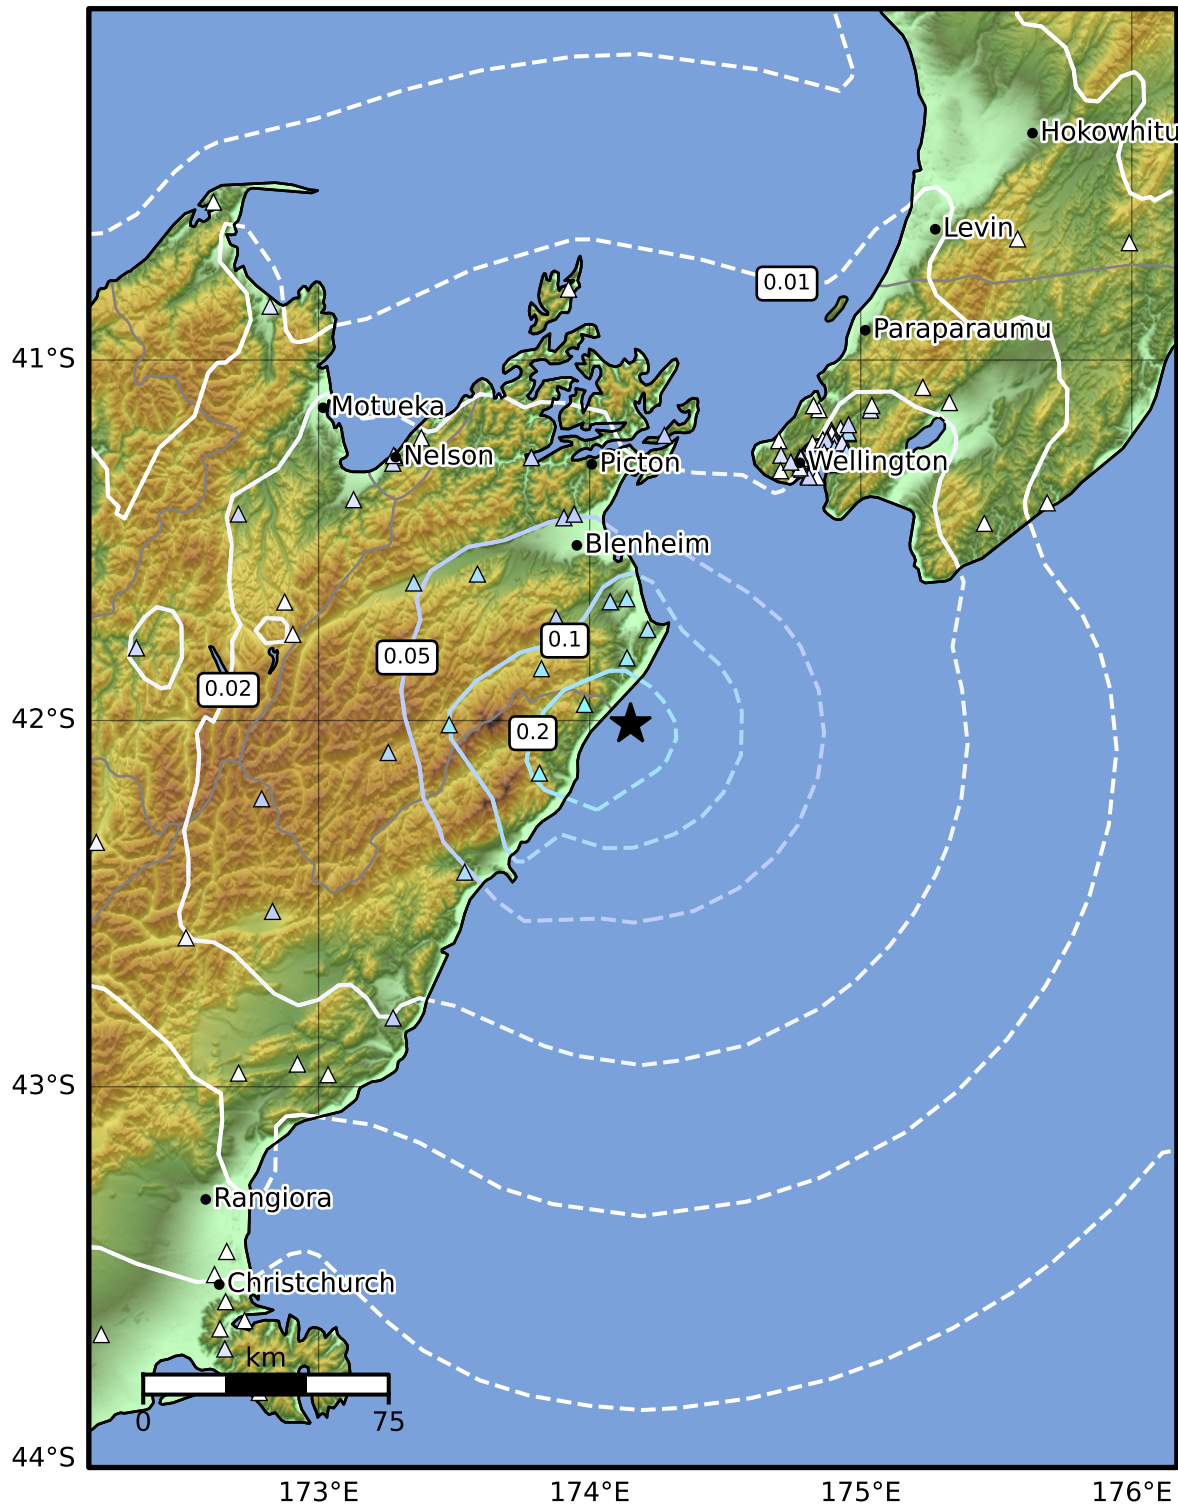 Hokowhitu
Levin
0.01
Paraparaumu
41°S
Motueka
Nelson
Picton
Wellington
Blenheim
0.1
0.05
0.02
42°S
0.2
43°S
Rangiora
Christchurch
km
0
75
44°S
173°E
174°E
175°E
176°E